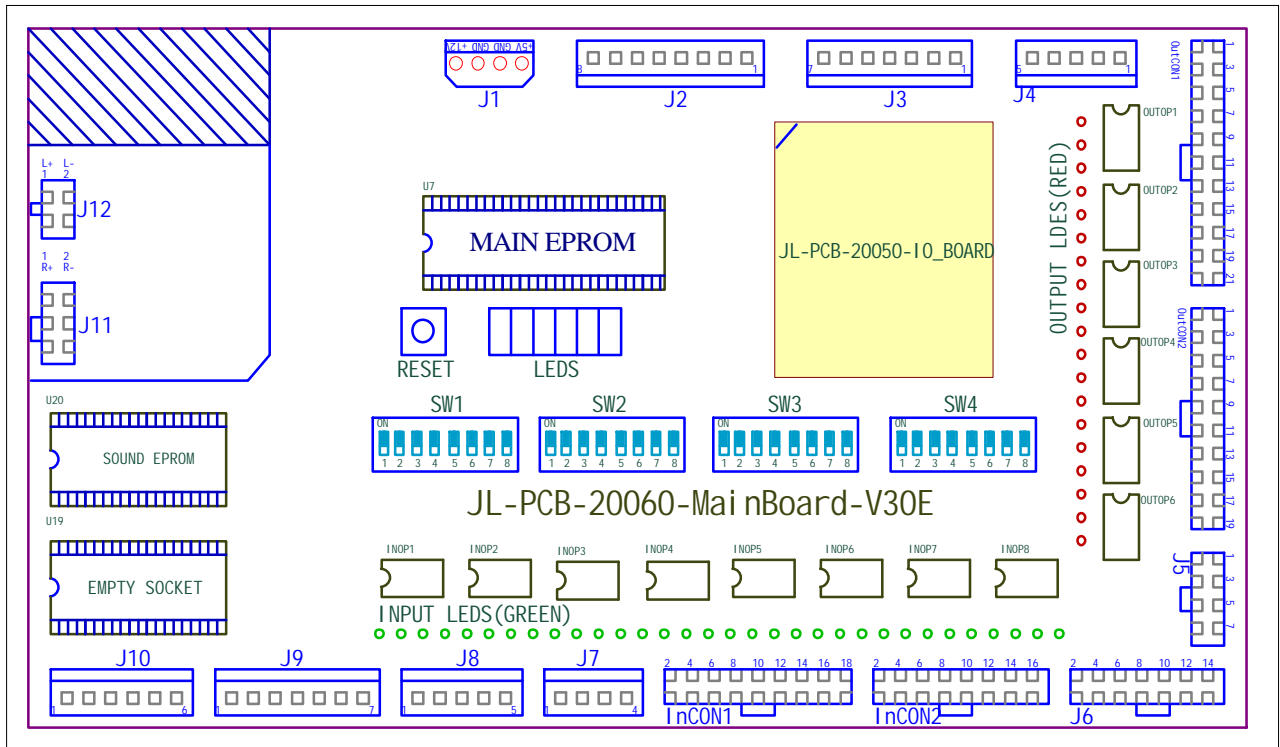 +12V GND GND +5V
J1
8 1
J2
7 1
J3
5 1
J4
OutCON1
1
3
5
7
9
11
13
15
17
19
21
L+ L-
1 2
J12
1 2
R+ R-
J11
U7
MAIN EPROM
JL-PCB-20050-IO_BOARD
OUTPUT LDES(RED)
OUTOP1
OUTOP2
OUTOP3
OUTOP4
OUTOP5
OUTOP6
OutCON2
1
3
5
7
9
11
13
15
17
19
RESET
LEDS
U20
SOUND EPROM
SW1
ON
1 2 3 4 5 6 7 8
SW2
ON
1 2 3 4 5 6 7 8
SW3
ON
1 2 3 4 5 6 7 8
SW4
ON
1 2 3 4 5 6 7 8
JL-PCB-20060-MainBoard-V30E
U19
EMPTY SOCKET
INOP1
INOP2
INOP3
INOP4
INOP5
INOP6
INOP7
INOP8
INPUT LEDS(GREEN)
J5
1
3
5
7
J10
1 6
J9
1 7
J8
1 5
J7
1 4
2 4 6 8 10 12 14 16 18
InCON1
2 4 6 8 10 12 14 16
InCON2
2 4 6 8 10 12 14
J6